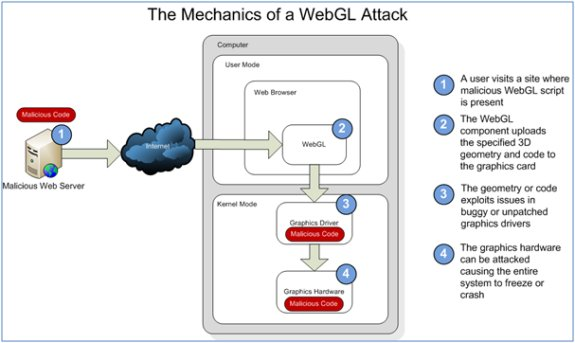 The Mechanics of a WebGL Attack
Computer
User Mode
Web Browser
Malicious Code
1
Internet
WebGL
2
Malicious Web Server
Kernel Mode
3
Graphics Driver
Malicious Code
4
Graphics Hardware
Malicious Code
1
A user visits a site where
malicious WebGL script
is present
2
The WebGL
component uploads
the specified 3D
geometry and code to
the graphics card
3
The geometry or code
exploits issues in
buggy or unpatched
graphics drivers
4
The graphics hardware
can be attacked
causing the entire
system to freeze or
crash